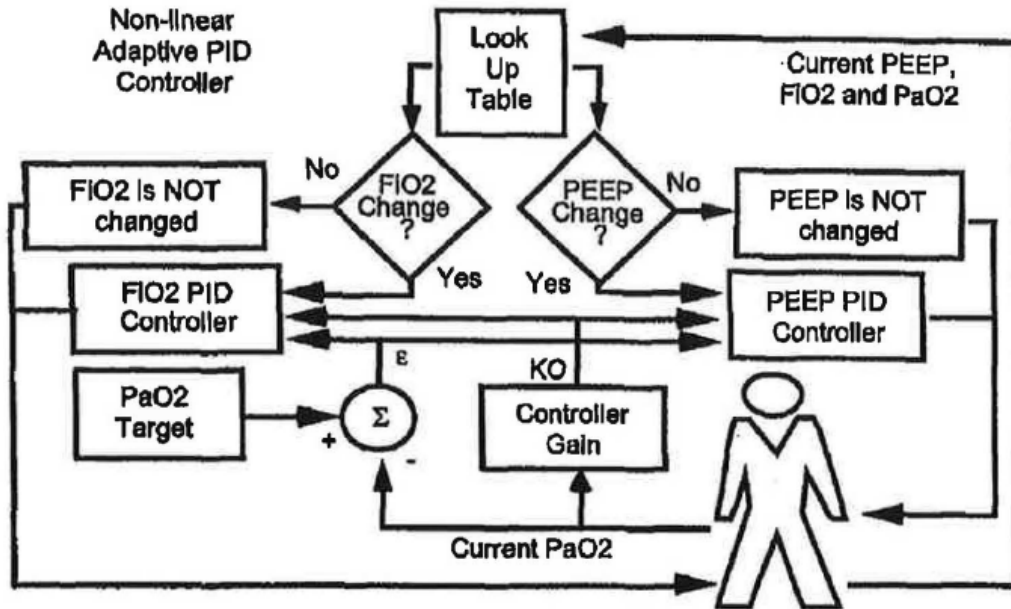 Non-linear
Adaptive PID
Controller
Look
Up
Table
Current PEEP,
FiO2 and PaO2
No
FiO2
Change
?
PEEP
Change
?
No
FiO2 is NOT
changed
PEEP is NOT
changed
Yes
Yes
FiO2 PID
Controller
PEEP PID
Controller
ε
KO
PaO2
Target
+
Σ
-
Controller
Gain
Current PaO2